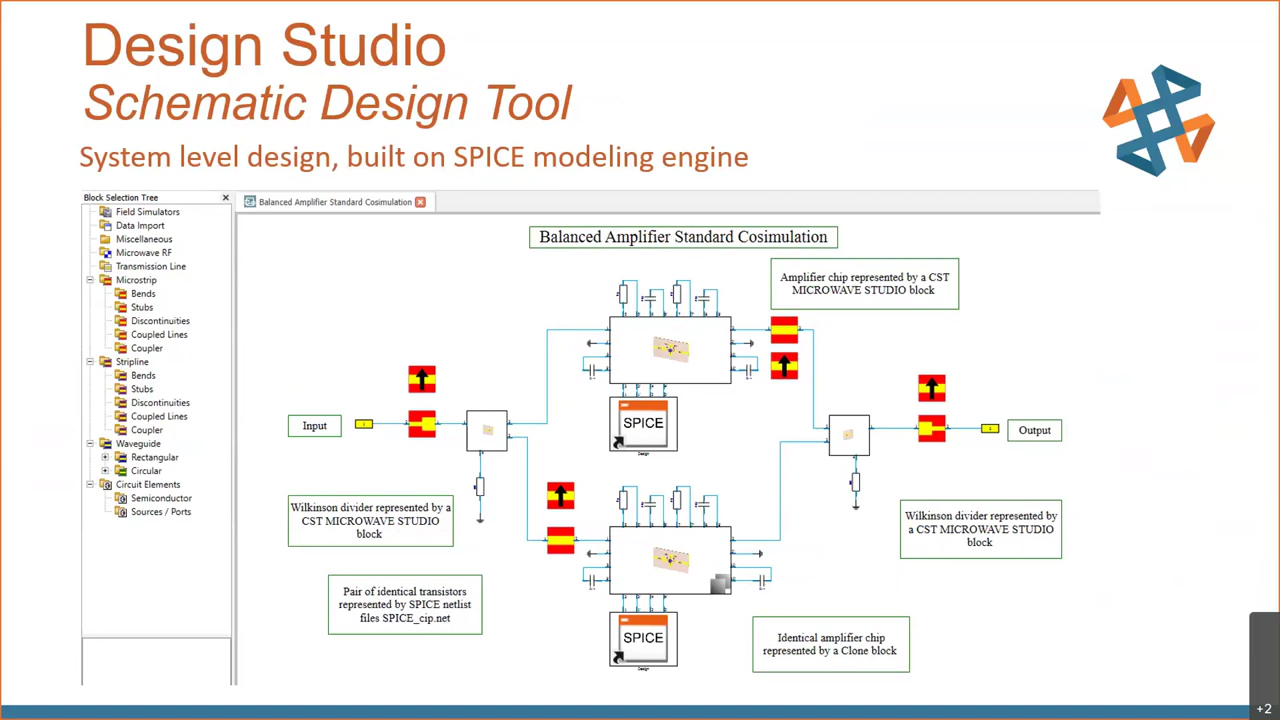 Design Studio
Schematic Design Tool
System level design, built on SPICE modeling engine
Block Selection Tree
Field Simulators
Data Import
Miscellaneous
Microwave RF
Transmission Line
Microstrip
Bends
Stubs
Discontinuities
Coupled Lines
Coupler
Stripline
Bends
Stubs
Discontinuities
Coupled Lines
Coupler
Waveguide
Rectangular
Circular
Circuit Elements
Semiconductor
Sources / Ports
Balanced Amplifier Standard Cosimulation
Balanced Amplifier Standard Cosimulation
Amplifier chip represented by a CST
MICROWAVE STUDIO block
SPICE
Input
Output
Wilkinson divider represented by a
CST MICROWAVE STUDIO
block
Wilkinson divider represented by
a CST MICROWAVE STUDIO
block
Pair of identical transistors
represented by SPICE netlist
files SPICE_cip.net
SPICE
Identical amplifier chip
represented by a Clone block
+2